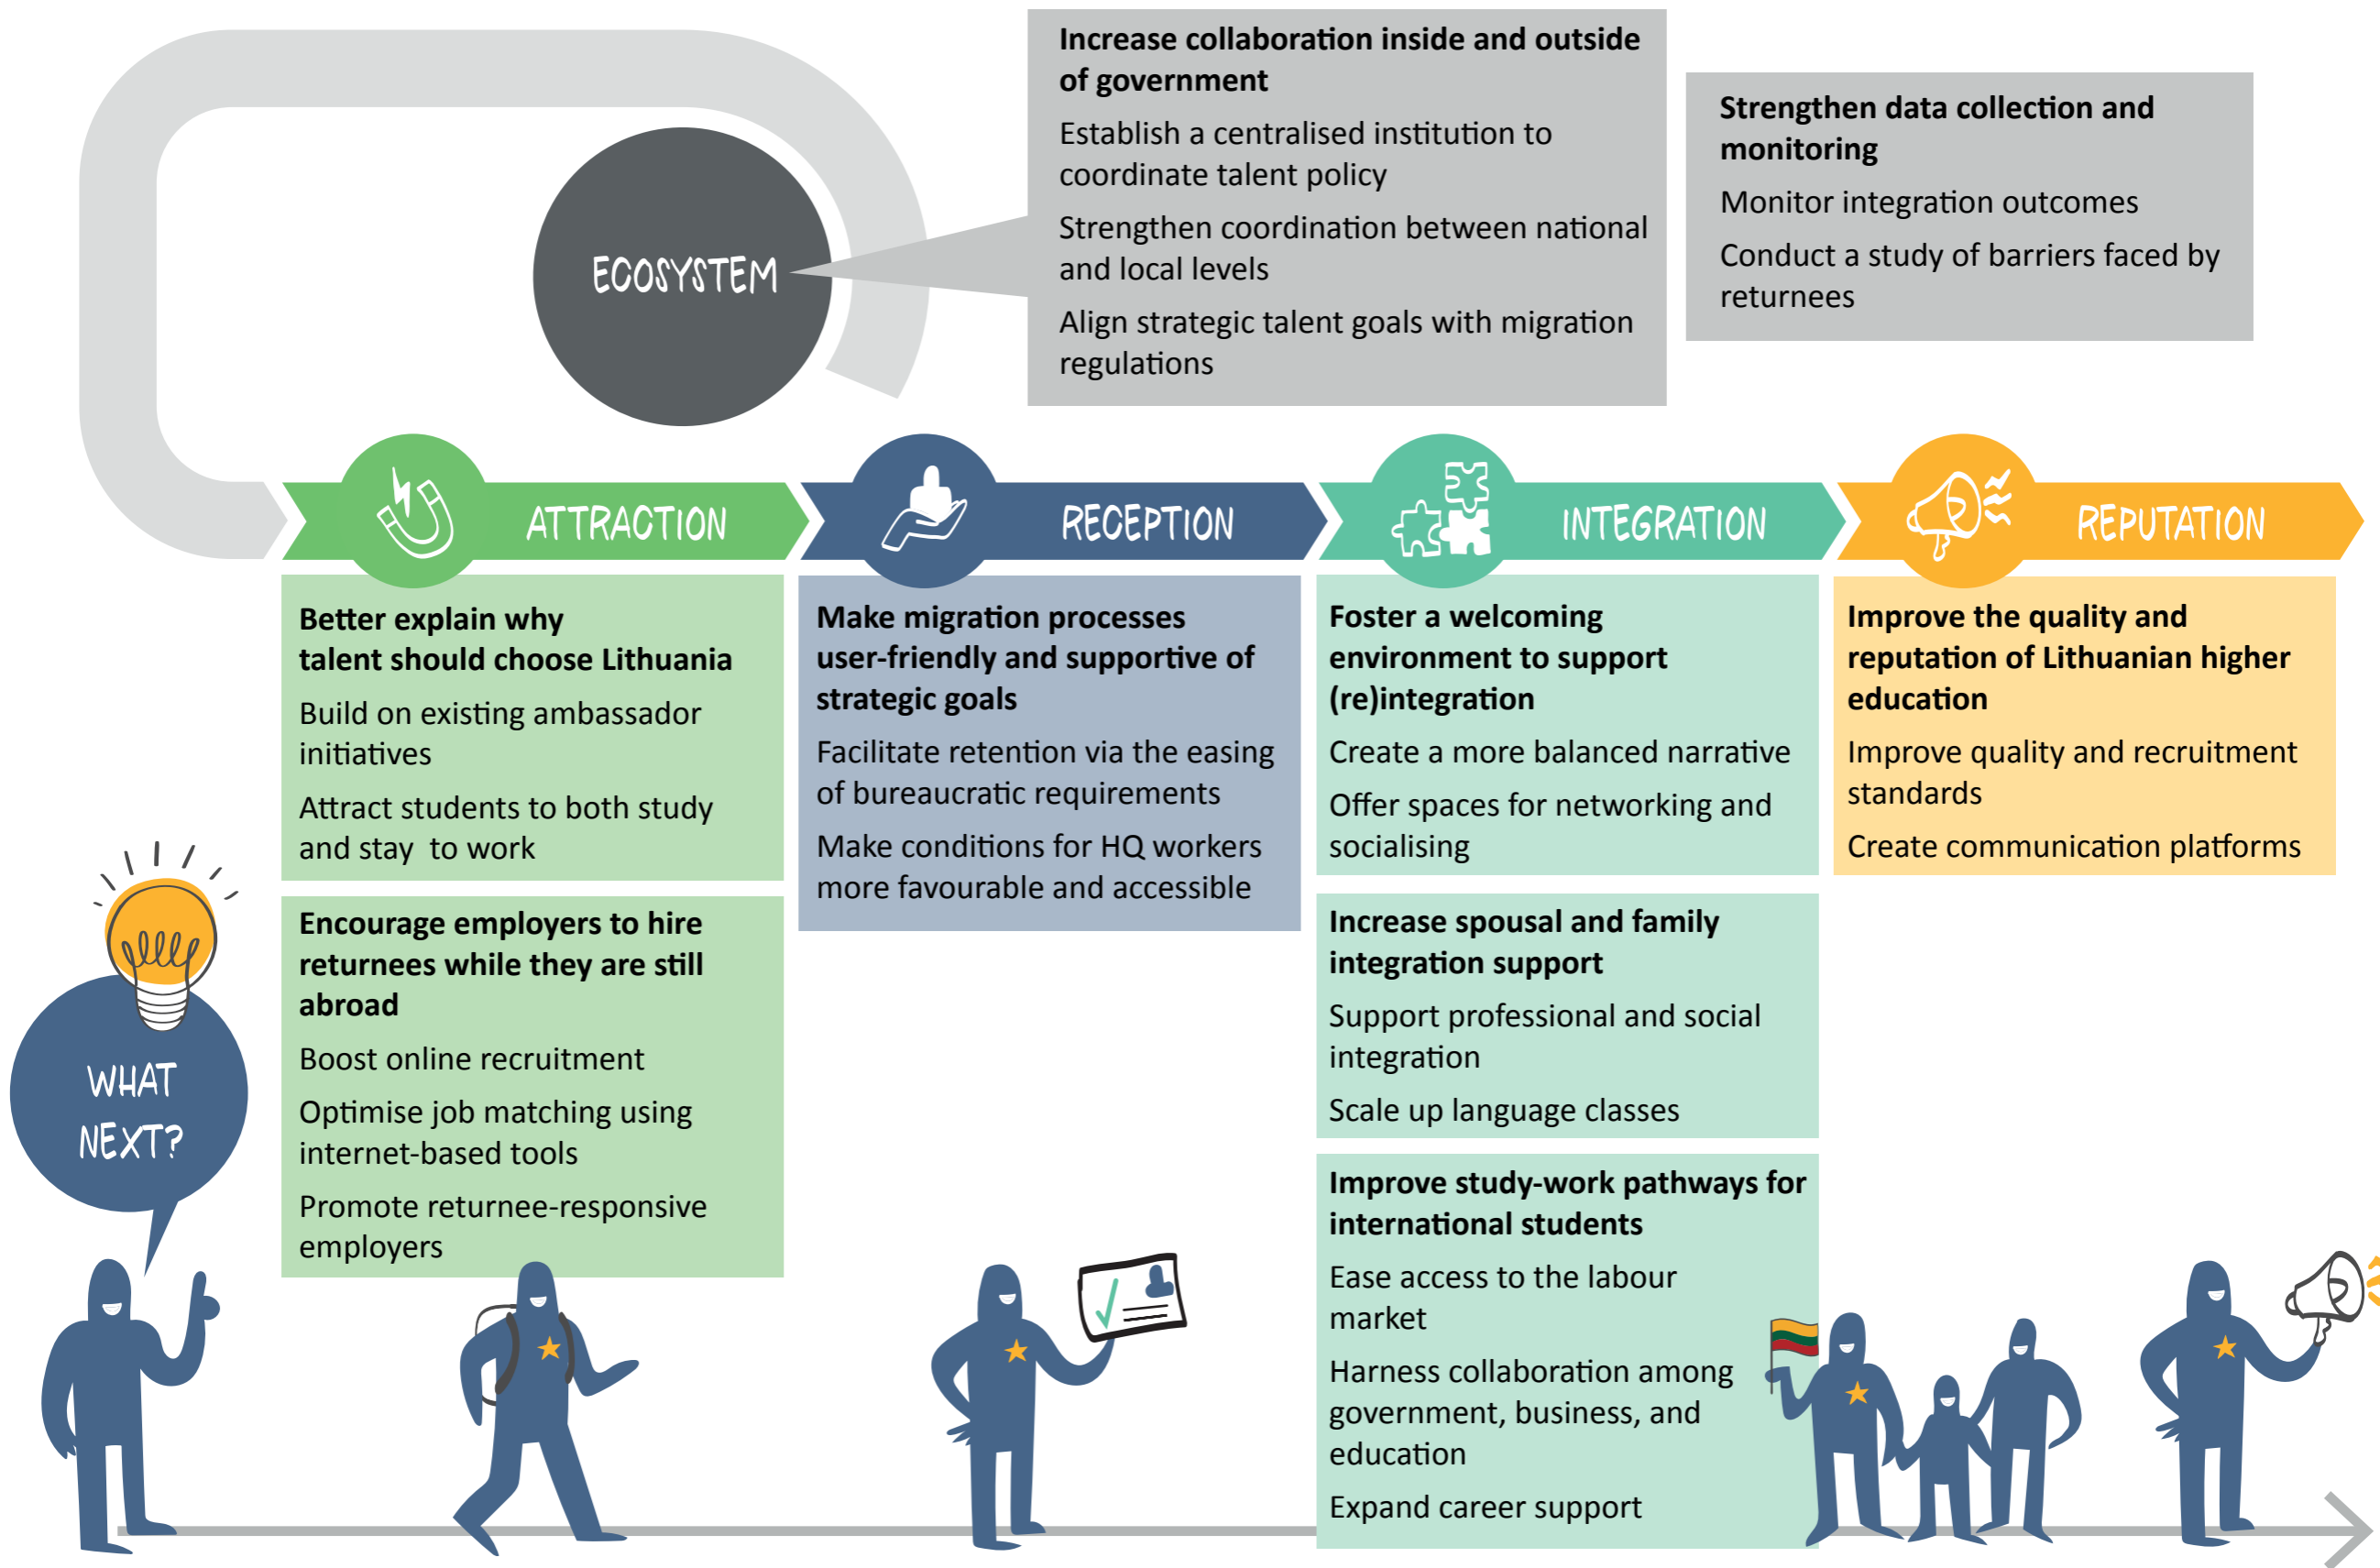 Increase collaboration inside and outside
of government
Establish a centralised institution to
coordinate talent policy
Strengthen coordination between national
and local levels
Align strategic talent goals with migration
regulations
Strengthen data collection and
monitoring
Monitor integration outcomes
Conduct a study of barriers faced by
returnees
ECOSYSTEM
ATTRACTION
Better explain why
talent should choose Lithuania
Build on existing ambassador
initiatives
Attract students to both study
and stay to work
Encourage employers to hire
returnees while they are still
abroad
Boost online recruitment
Optimise job matching using
internet-based tools
Promote returnee-responsive
employers
RECEPTION
Make migration processes
user-friendly and supportive of
strategic goals
Facilitate retention via the easing
of bureaucratic requirements
Make conditions for HQ workers
more favourable and accessible
INTEGRATION
Foster a welcoming
environment to support
(re)integration
Create a more balanced narrative
Offer spaces for networking and
socialising
Increase spousal and family
integration support
Support professional and social
integration
Scale up language classes
Improve study-work pathways for
international students
Ease access to the labour
market
Harness collaboration among
government, business, and
education
Expand career support
REPUTATION
Improve the quality and
reputation of Lithuanian higher
education
Improve quality and recruitment
standards
Create communication platforms
WHAT
NEXT?